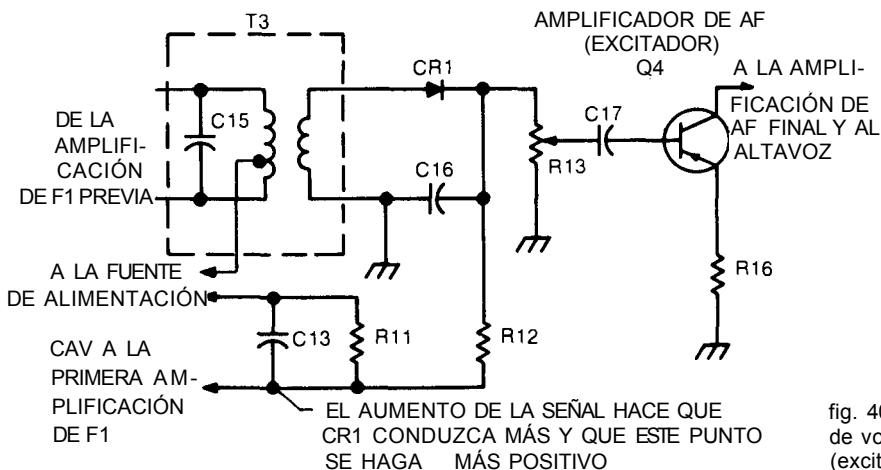 T3
AMPLIFICADOR DE AF
(EXCITADOR)
Q4
CR1
A LA AMPLI-
FICACIÓN DE
AF FINAL Y AL
ALTAVOZ
DE LA
AMPLIFI-
CACIÓN
DE F1 PREVIA
C15
C17
R13
C16
A LA FUENTE
DE ALIMENTACIÓN
R16
C13
R11
R12
CAV A LA
PRIMERA AM-
PLIFICACIÓN
DE F1
EL AUMENTO DE LA SEÑAL HACE QUE
CR1 CONDUZCA MÁS Y QUE ESTE PUNTO
SE HAGA MÁS POSITIVO
fig. 40
de vo
(excit